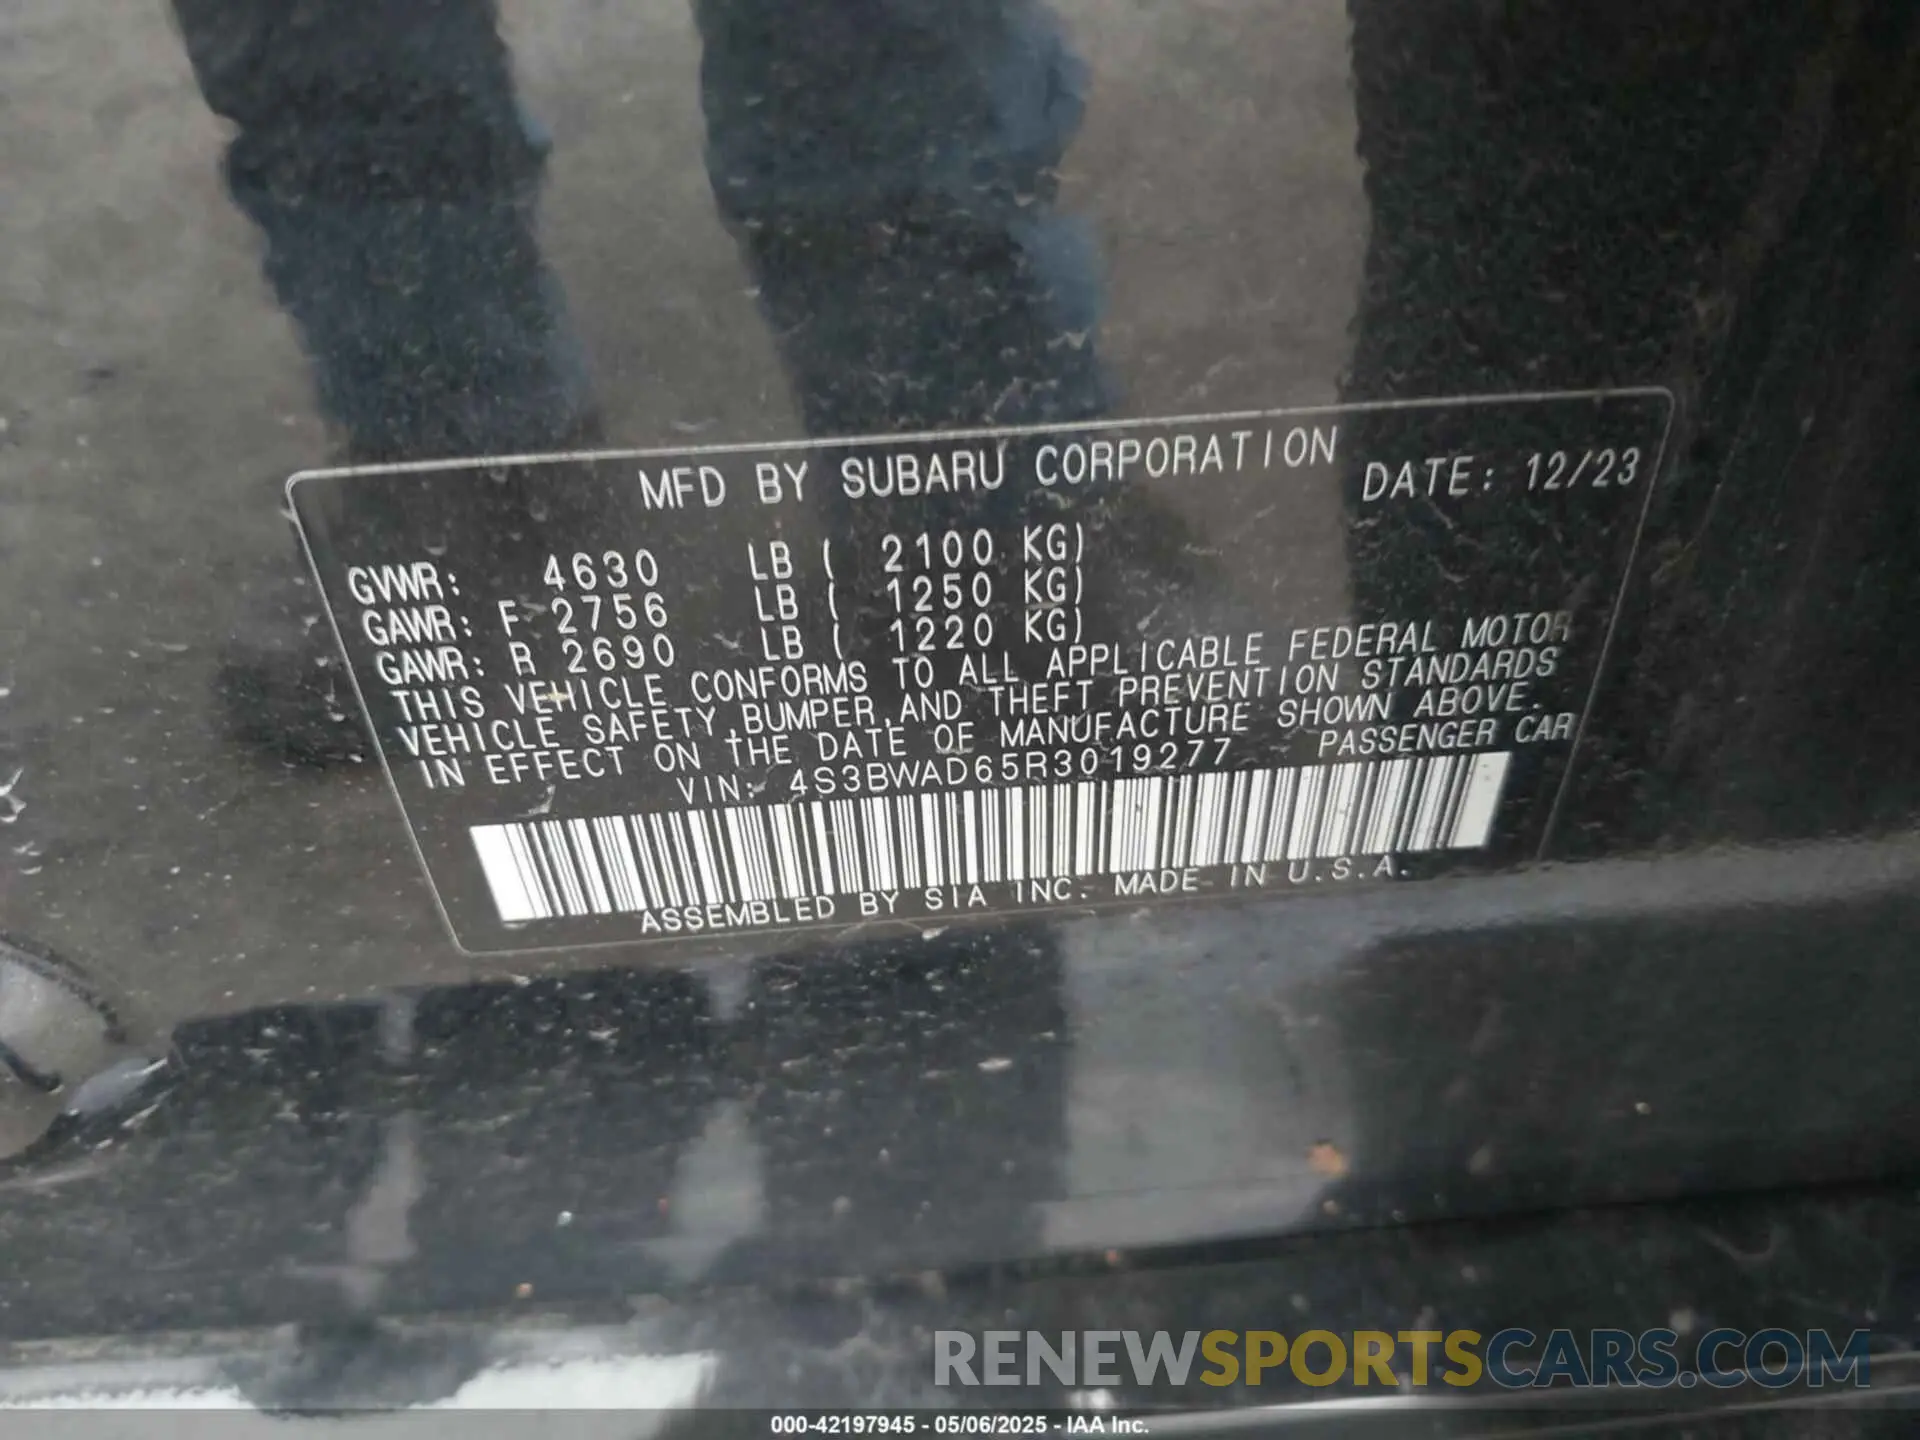 MFD BY SUBARU CORPORATION DATE: 12/23
GVWR: 4630 LB ( 2100 KG)
GAWR: F 2756 LB ( 1250 KG)
GAWR: R 2690 LB ( 1220 KG)
THIS VEHICLE CONFORMS TO ALL APPLICABLE FEDERAL MOTOR
VEHICLE SAFETY,BUMPER,AND THEFT PREVENTION STANDARDS
IN EFFECT ON THE DATE OF MANUFACTURE SHOWN ABOVE.
VIN: 4S3BWAD65R3019277 PASSENGER CAR
ASSEMBLED BY SIA INC. MADE IN U.S.A.
RENEWSPORTSCARS.COM
000-42197945 - 05/06/2025 - IAA Inc.